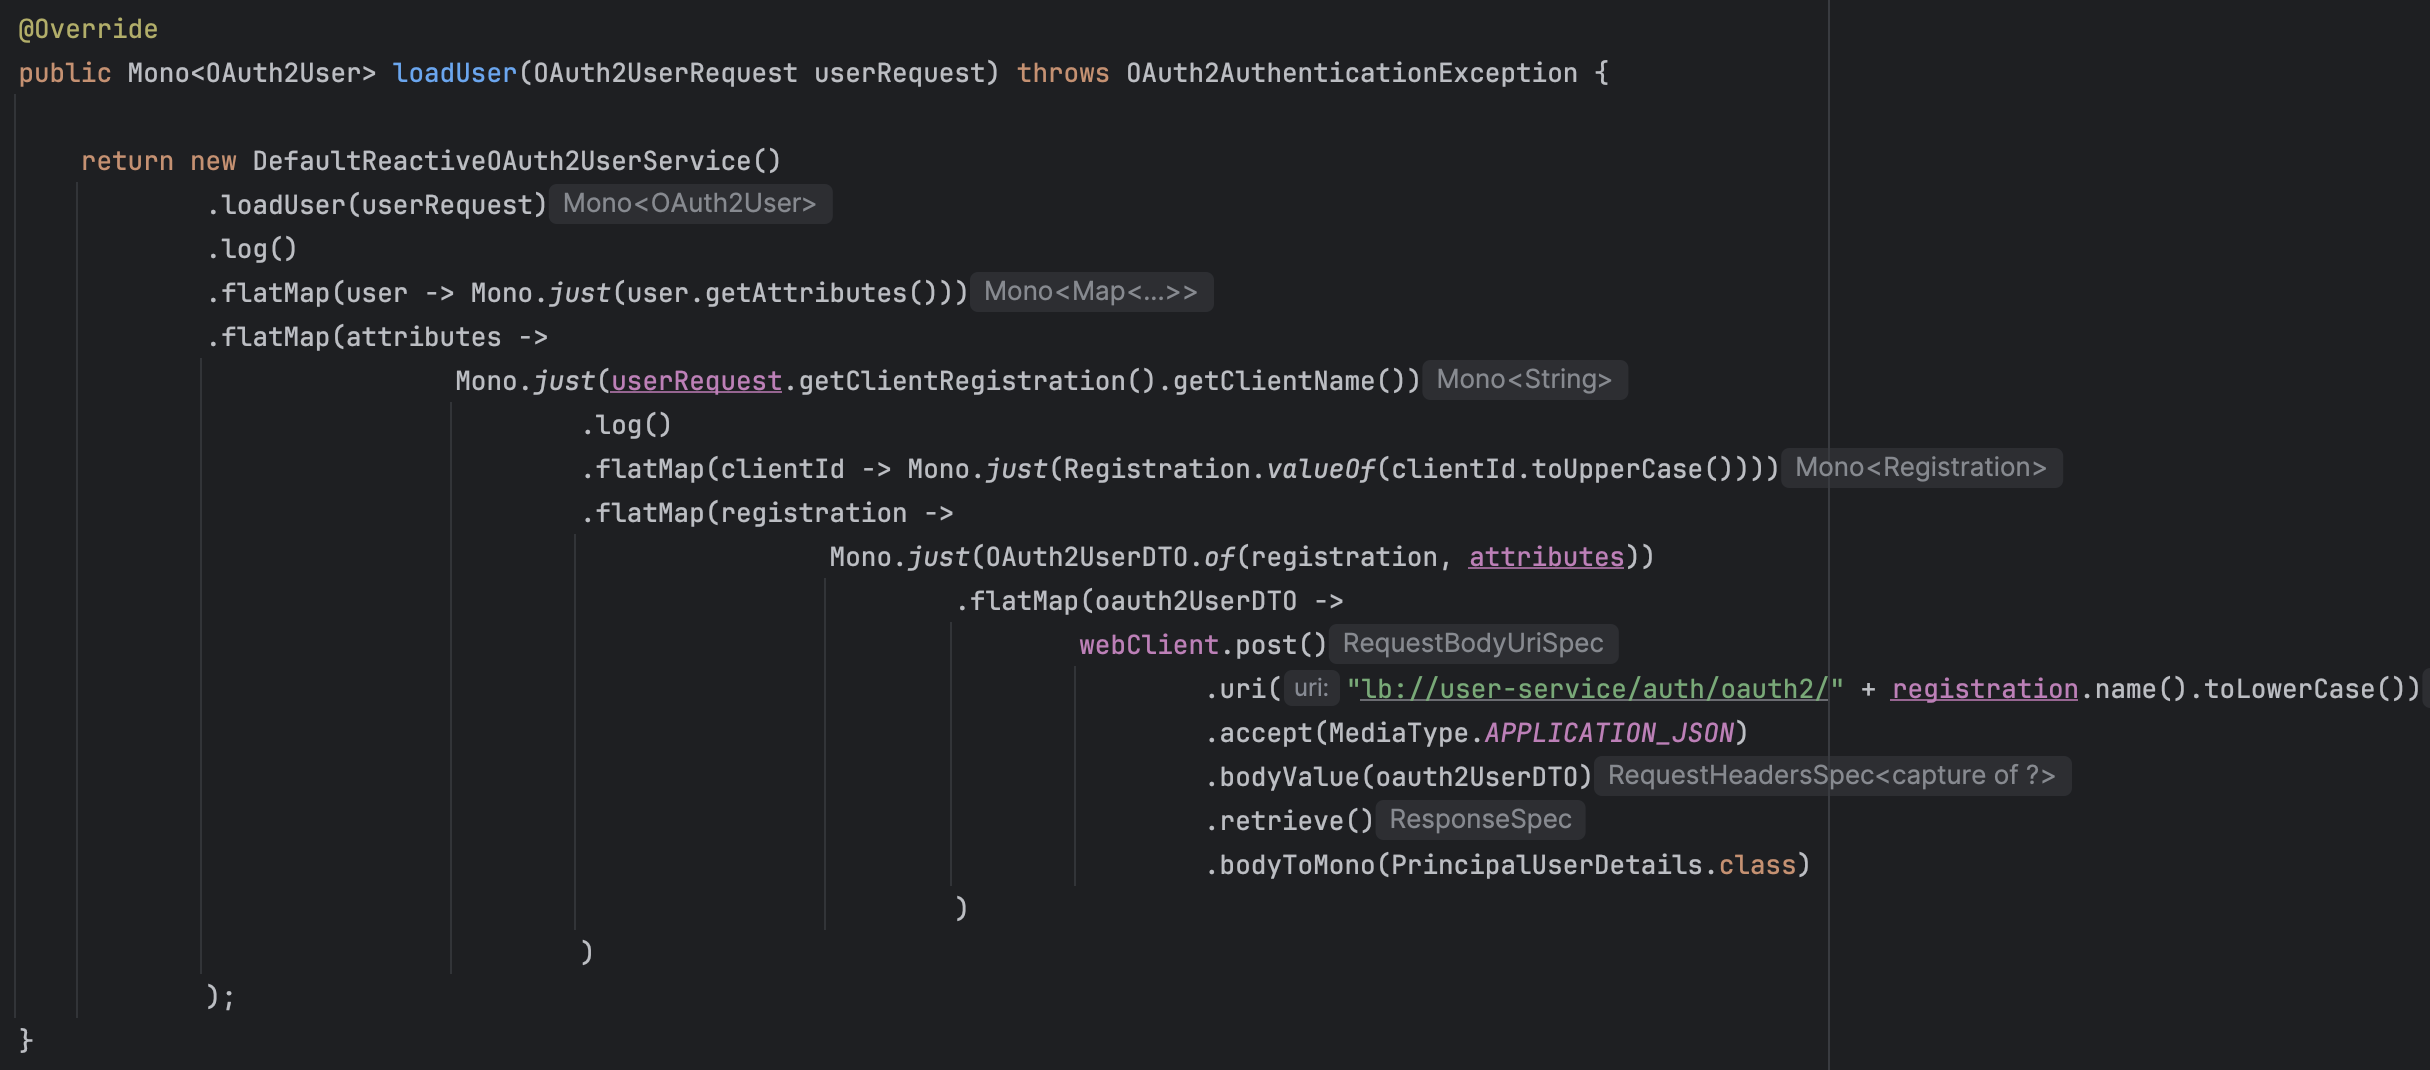 @Override
public Mono<OAuth2User> loadUser(OAuth2UserRequest userRequest) throws OAuth2AuthenticationException {
return new DefaultReactiveOAuth2UserService()
.loadUser(userRequest) Mono<OAuth2User>
.log()
.flatMap(user -> Mono.just(user.getAttributes())) Mono<Map<...>>
.flatMap(attributes ->
Mono.just(userRequest.getClientRegistration().getClientName()) Mono<String>
.log()
.flatMap(clientId -> Mono.just(Registration.valueOf(clientId.toUpperCase()))) Mono<Registration>
.flatMap(registration ->
Mono.just(OAuth2UserDTO.of(registration, attributes))
.flatMap(oauth2UserDTO ->
webClient.post() RequestBodyUriSpec
.uri( uri: "lb://user-service/auth/oauth2/" + registration.name().toLowerCase())
.accept(MediaType.APPLICATION_JSON)
.bodyValue(oauth2UserDTO) RequestHeadersSpec<capture of ?>
.retrieve() ResponseSpec
.bodyToMono(PrincipalUserDetails.class)
)
)
);
}